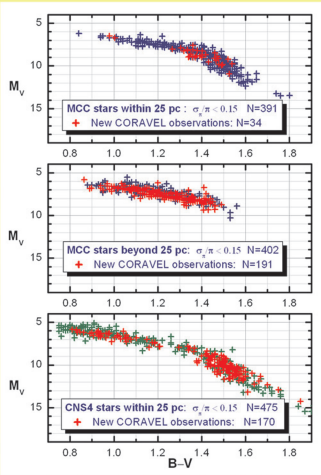 5
10
15
M_V
MCC stars within 25 pc: σ_π/π < 0.15 N=391
+ New CORAVEL observations: N=34
0.8 1.0 1.2 1.4 1.6 1.8
5
10
15
M_V
MCC stars beyond 25 pc: σ_π/π < 0.15 N=402
+ New CORAVEL observations: N=191
0.8 1.0 1.2 1.4 1.6 1.8
5
10
15
M_V
CNS4 stars within 25 pc: σ_π/π < 0.15 N=475
+ New CORAVEL observations: N=170
0.8 1.0 1.2 1.4 1.6 1.8
B–V